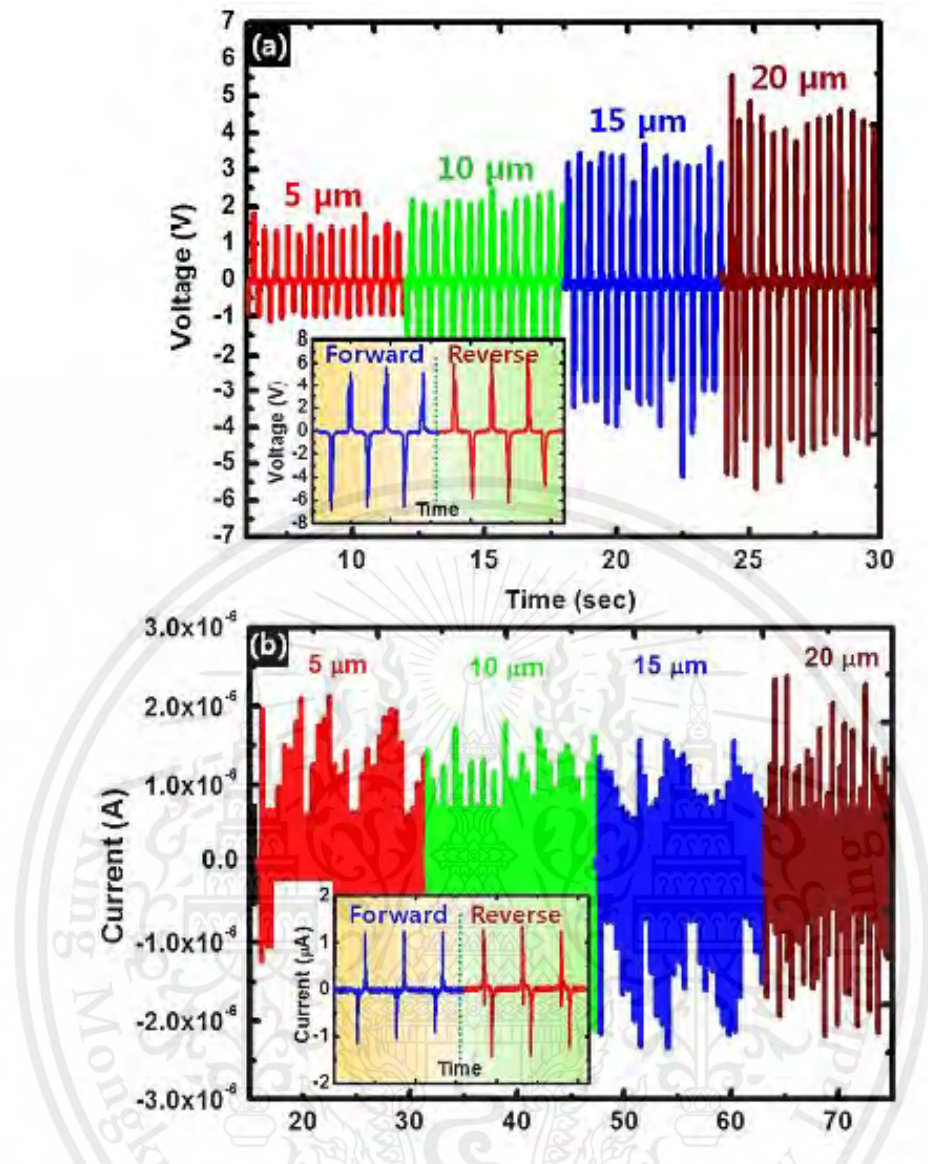 (a)
7
6
5
4
3
2
1
0
-1
-2
-3
-4
-5
-6
-7
Voltage (V)
5 μm
10 μm
15 μm
20 μm
8
6
4
2
0
-2
-4
-6
-8
Voltage (V)
Forward
Reverse
Time
10
15
20
25
30
Time (sec)
(b)
3.0x10⁻⁶
2.0x10⁻⁶
1.0x10⁻⁶
0.0
-1.0x10⁻⁶
-2.0x10⁻⁶
-3.0x10⁻⁶
Current (A)
5 μm
10 μm
15 μm
20 μm
2
1
0
-1
-2
Current (μA)
Forward
Reverse
Time
20
30
40
50
60
70
King Mongk